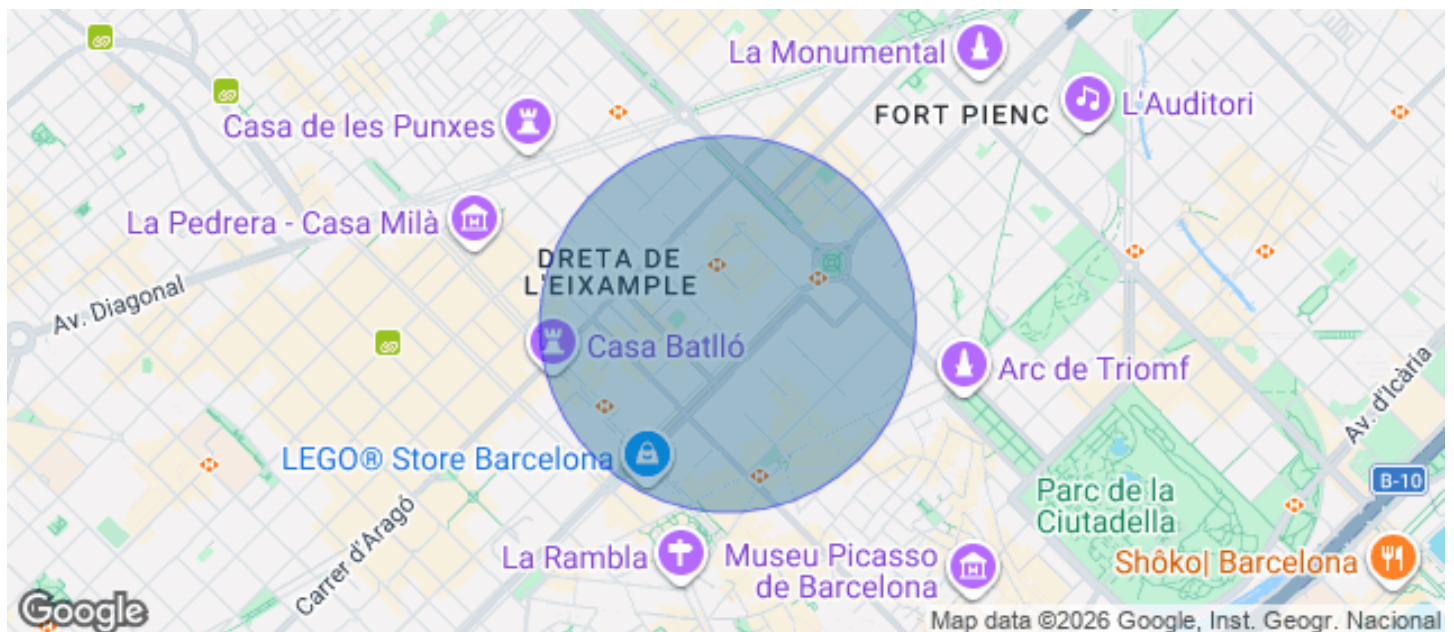 La Monumental
FORT PIENC
L'Auditori
Casa de les Punxes
La Pedrera - Casa Milà
DRETA DE
L'EIXAMPLE
Av. Diagonal
Casa Batlló
Arc de Triomf
Av. d'Icària
LEGO® Store Barcelona
B-10
Parc de la
Ciutadella
Carrer d'Aragó
La Rambla
Museu Picasso
de Barcelona
Shôko| Barcelona
Google
Map data ©2026 Google, Inst. Geogr. Nacional